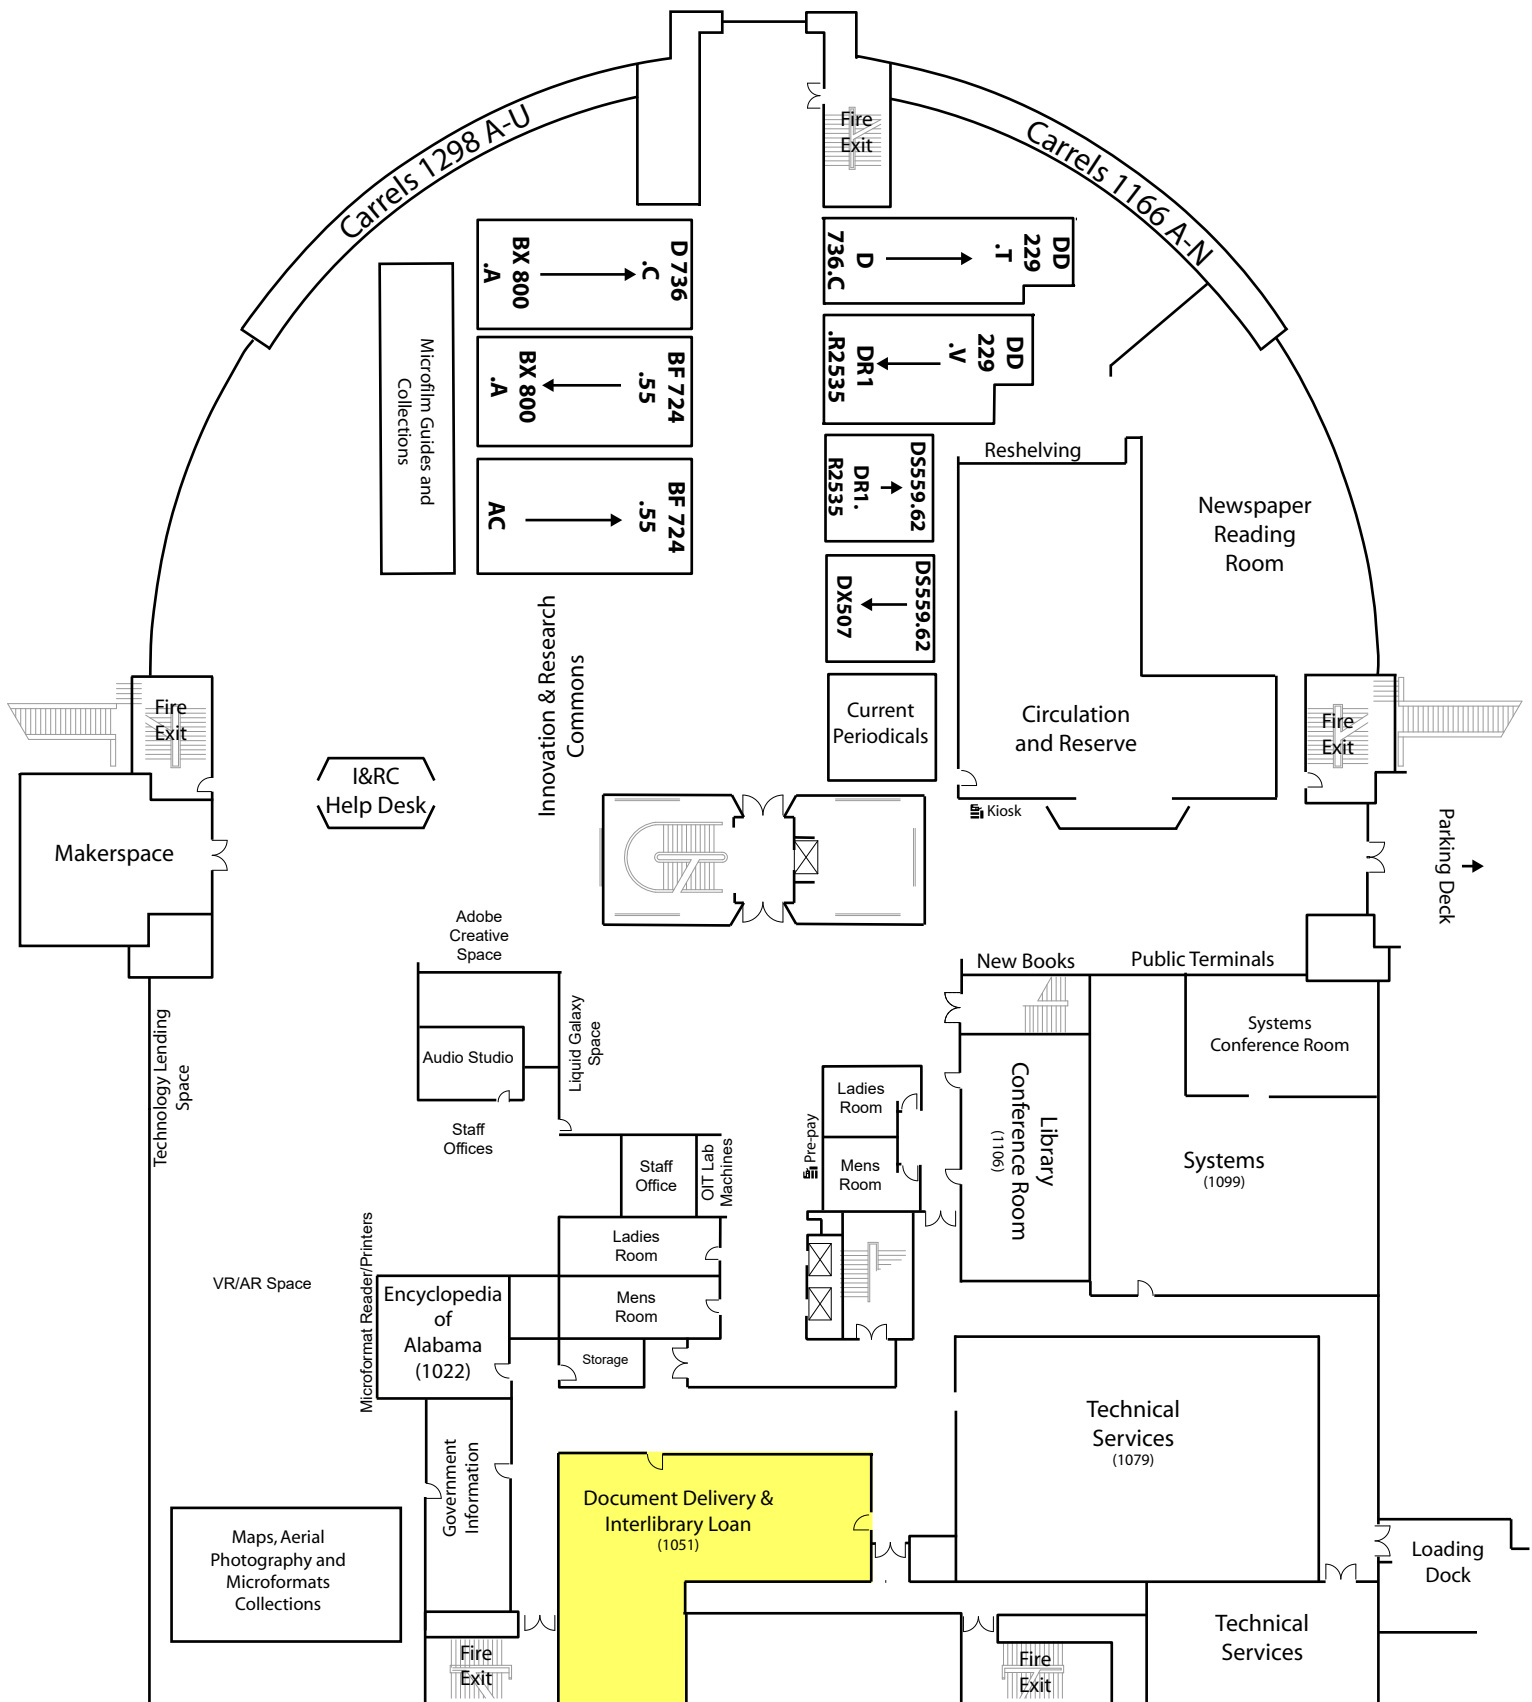 Fire
Exit
Carrels 1298 A-U
Carrels 1166 A-N
BX 800
.A
D 736
.C
D
736.C
DD
229
.T
Microfilm Guides and
Collections
BX 800
.A
BF 724
.55
DR1
.R2535
DD
229
.V
AC
BF 724
.55
DR1.
R2535
DS559.62
Reshelving
Newspaper
Reading
Room
DX507
DS559.62
Innovation & Research
Commons
Current
Periodicals
Circulation
and Reserve
Fire
Exit
Fire
Exit
I&RC
Help Desk
Kiosk
Makerspace
Parking Deck
Adobe
Creative
Space
New Books
Public Terminals
Technology Lending
Space
Audio Studio
Liquid Galaxy
Space
Systems
Conference Room
Staff
Offices
Ladies
Room
Library
Conference Room
(1106)
Pre-pay
Mens
Room
Staff
Office
OIT Lab
Machines
Systems
(1099)
Ladies
Room
Microformat Reader/Printers
VR/AR Space
Encyclopedia
of
Alabama
(1022)
Mens
Room
Storage
Technical
Services
(1079)
Government
Information
Document Delivery &
Interlibrary Loan
(1051)
Maps, Aerial
Photography and
Microformats
Collections
Loading
Dock
Technical
Services
Fire
Exit
Fire
Exit